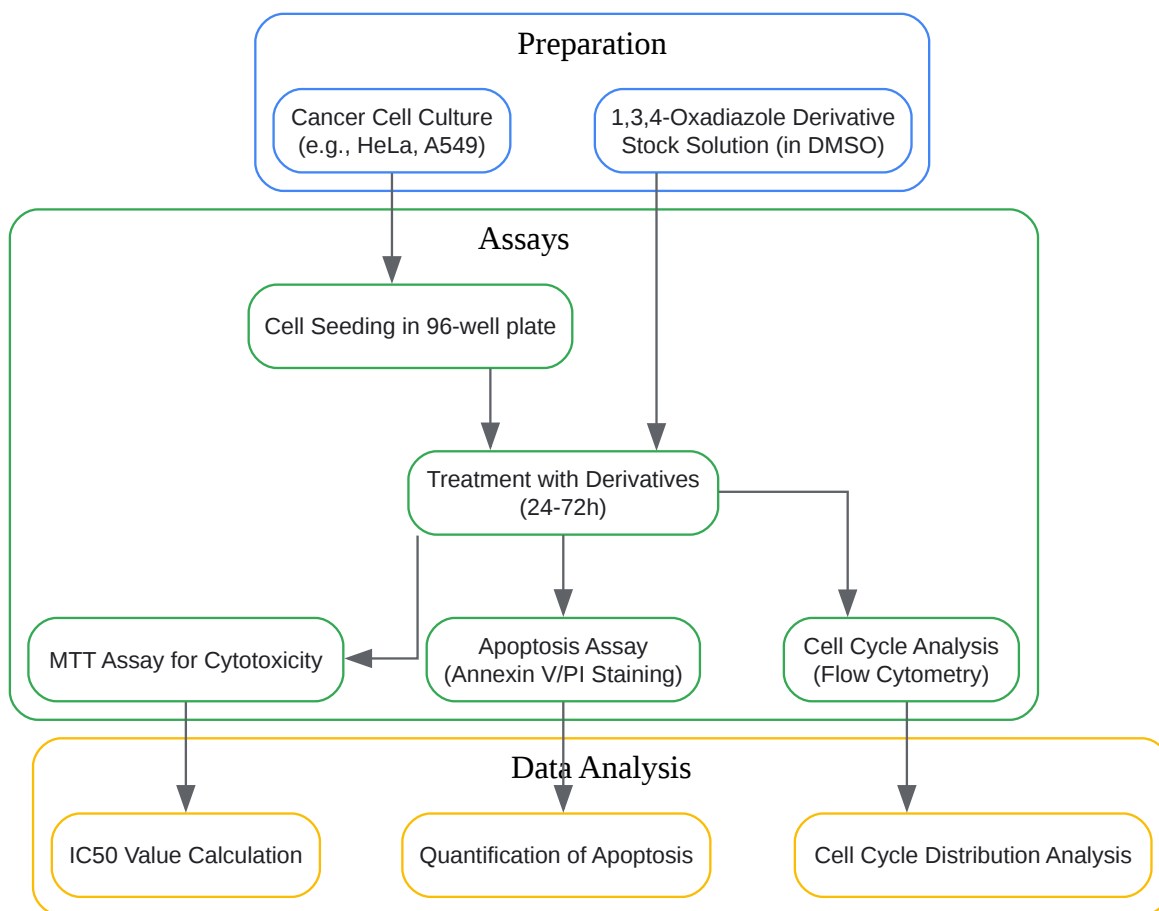 Preparation
Cancer Cell Culture
(e.g., HeLa, A549)
1,3,4-Oxadiazole Derivative
Stock Solution (in DMSO)
Assays
Cell Seeding in 96-well plate
Treatment with Derivatives
(24-72h)
MTT Assay for Cytotoxicity
Apoptosis Assay
(Annexin V/PI Staining)
Cell Cycle Analysis
(Flow Cytometry)
Data Analysis
IC50 Value Calculation
Quantification of Apoptosis
Cell Cycle Distribution Analysis